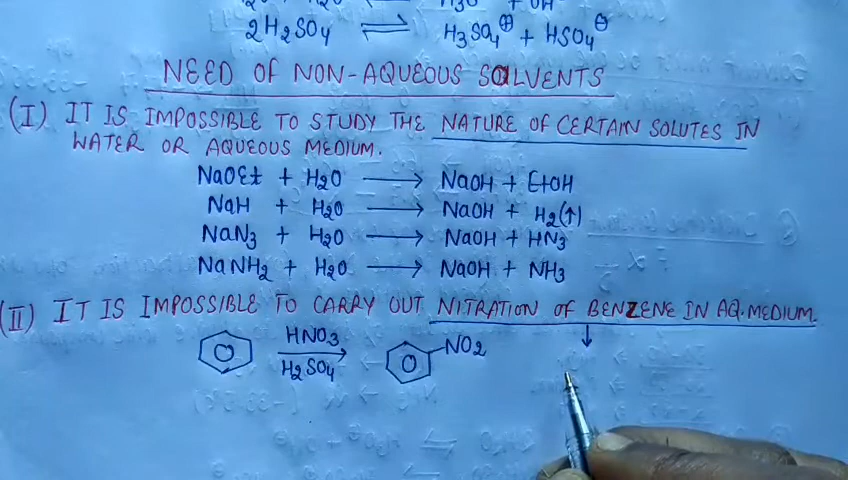 2H₂SO₄ ⇌ H₃SO₄⊕ + HSO₄⊖
NEED OF NON-AQUEOUS SOLVENTS
(I) IT IS IMPOSSIBLE TO STUDY THE NATURE OF CERTAIN SOLUTES IN
WATER OR AQUEOUS MEDIUM.
NaOEt + H₂O → NaOH + EtOH
NaH + H₂O → NaOH + H₂(↑)
NaN₃ + H₂O → NaOH + HN₃
NaNH₂ + H₂O → NaOH + NH₃
(II) IT IS IMPOSSIBLE TO CARRY OUT NITRATION OF BENZENE IN AQ. MEDIUM.
HNO₃
H₂SO₄
NO₂